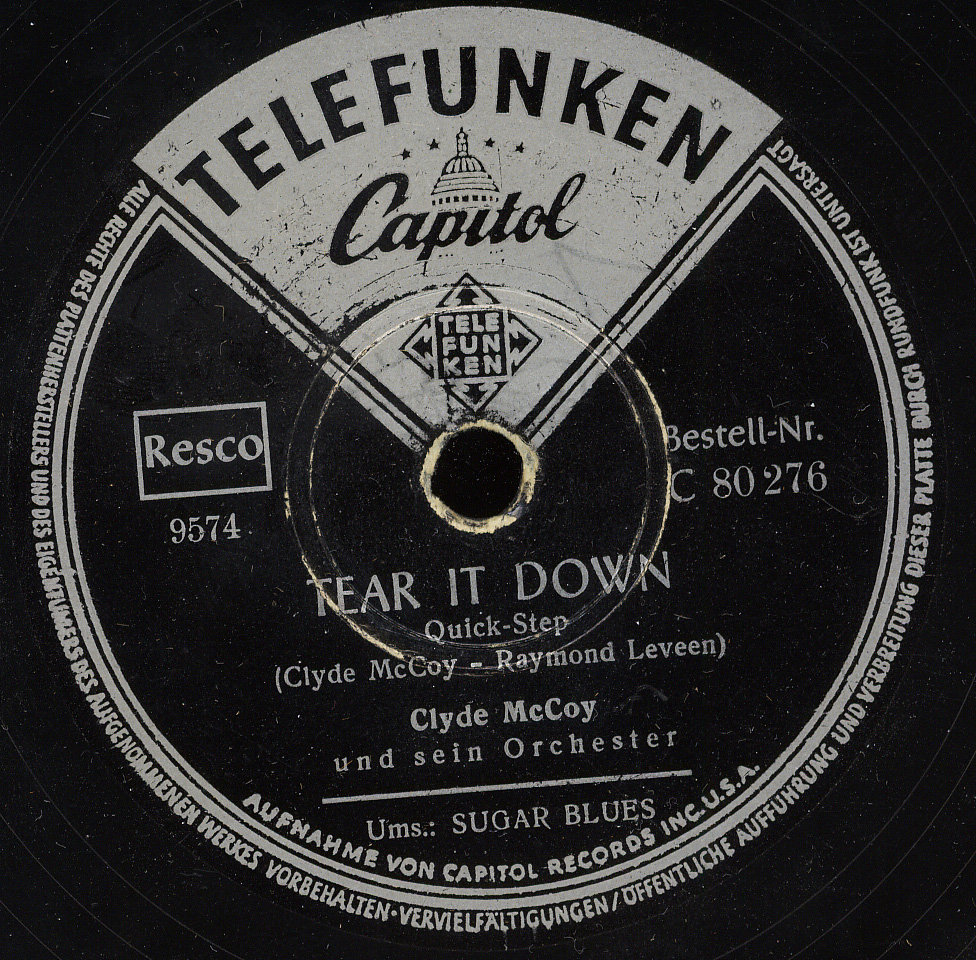 TELEFUNKEN
Capitol
TELE
FUN
KEN
Resco
9574
Bestell-Nr.
C 80276
TEAR IT DOWN
Quick-Step
(Clyde McCoy - Raymond Leveen)
Clyde McCoy
und sein Orchester
Ums.: SUGAR BLUES
AUFNAHME VON CAPITOL RECORDS INC. U.S.A.
ALLE RECHTE DES PLATTENHERSTELLERS UND DES EIGENTÜMERS DES AUFGENOMMENEN WERKES VORBEHALTEN · VERVIELFÄLTIGUNGEN / ÖFFENTLICHE AUFFÜHRUNG UND VERBREITUNG DIESER PLATTE DURCH RUNDFUNK IST UNTERSAGT